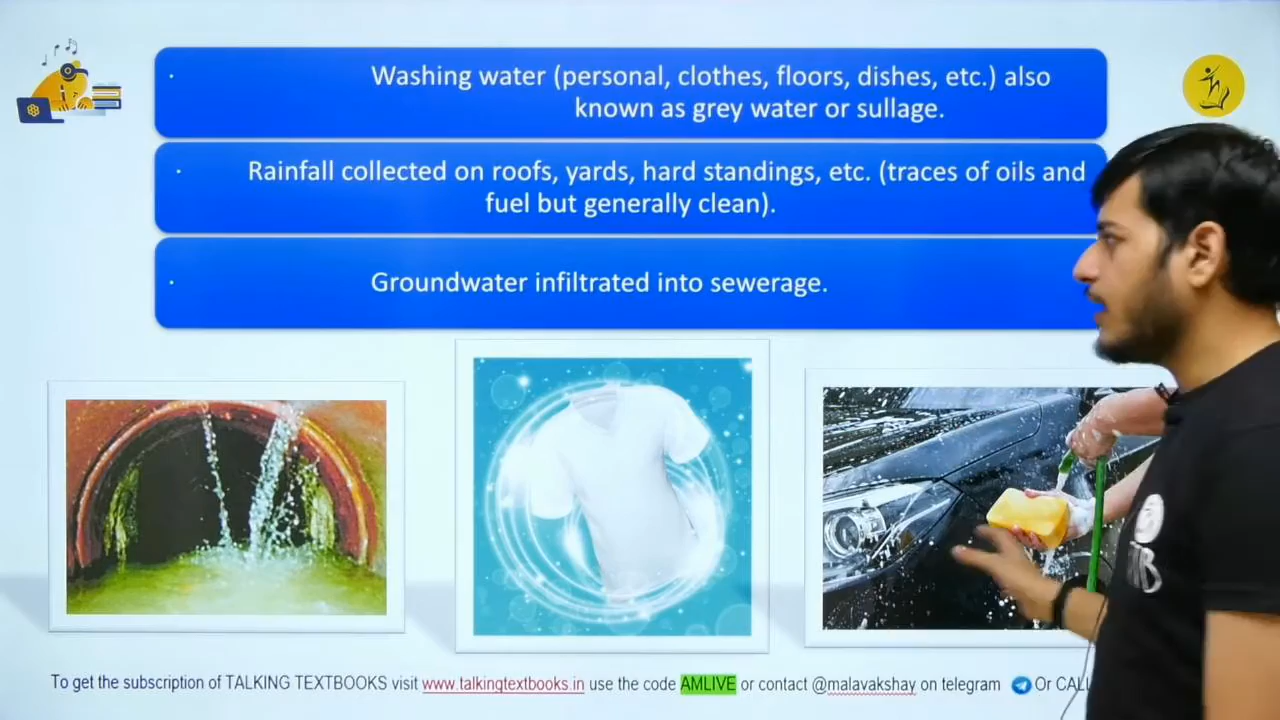 · Washing water (personal, clothes, floors, dishes, etc.) also
known as grey water or sullage.
· Rainfall collected on roofs, yards, hard standings, etc. (traces of oils and
fuel but generally clean).
· Groundwater infiltrated into sewerage.
To get the subscription of TALKING TEXTBOOKS visit www.talkingtextbooks.in use the code AMLIVE or contact @malavakshay on telegram Or CALL